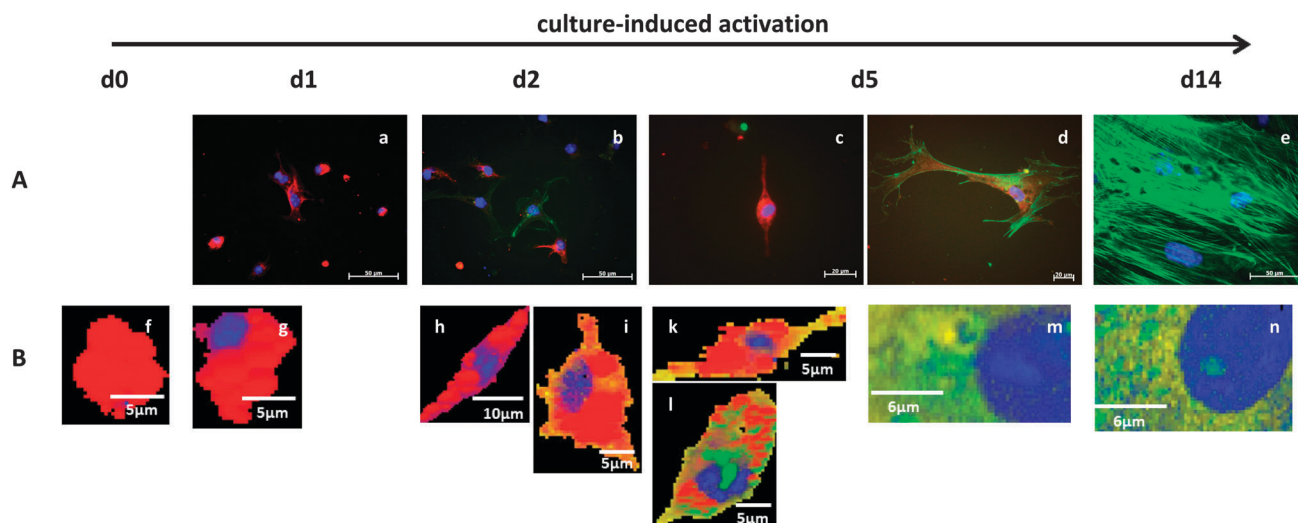 culture-induced activation
d0 d1 d2 d5 d14
A
a b c d e
50 µm 50 µm 20 µm 20 µm 50 µm
B
f g h i k m n
5µm 5µm 10µm 5µm 5µm 6µm 6µm
l
5µm